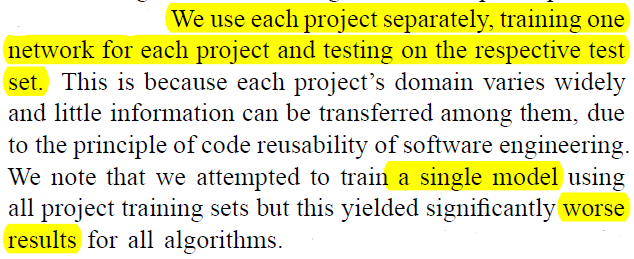 We use each project separately, training one
network for each project and testing on the respective test
set. This is because each project's domain varies widely
and little information can be transferred among them, due
to the principle of code reusability of software engineering.
We note that we attempted to train a single model using
all project training sets but this yielded significantly worse
results for all algorithms.